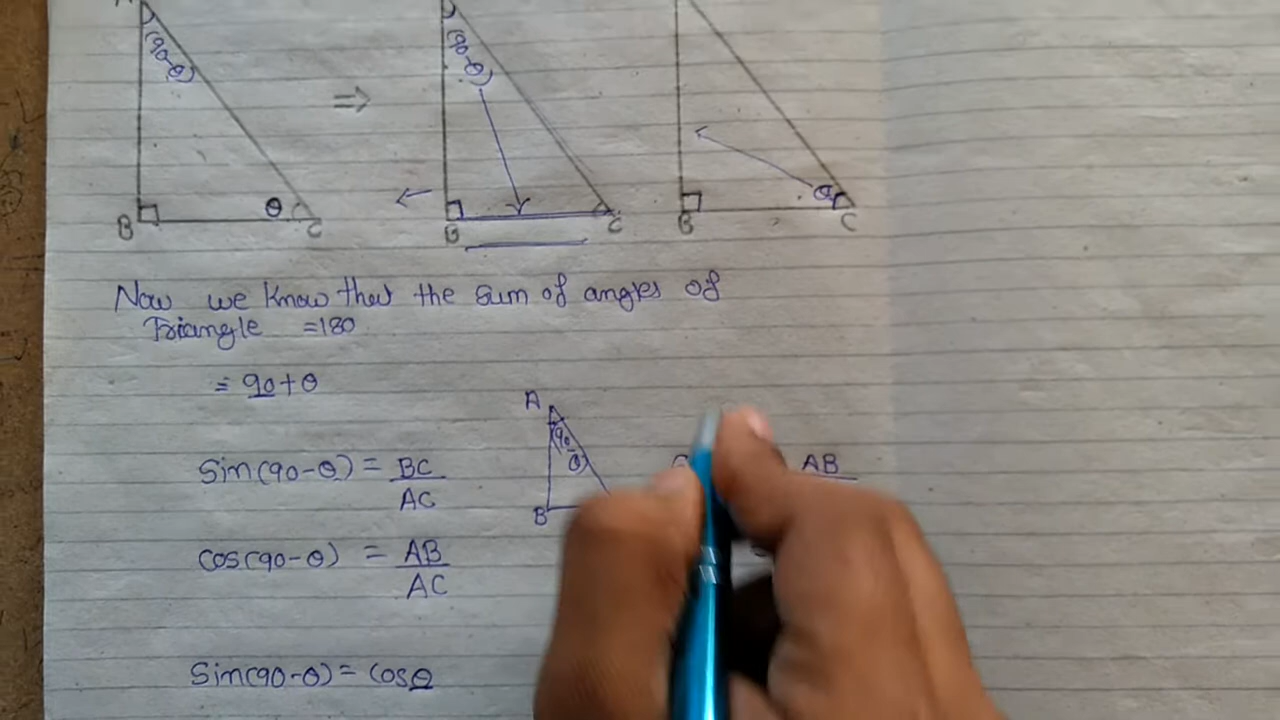 A
(90-θ)
(90-θ)
⇒
B
θ
C
B
C
B
θ
C
Now we know that the sum of angles of
Triangle =180
= 90+θ
A
(90-θ)
B
Sin(90-θ) = BC/AC
AB
cos(90-θ) = AB/AC
Sin(90-θ) = cosθ